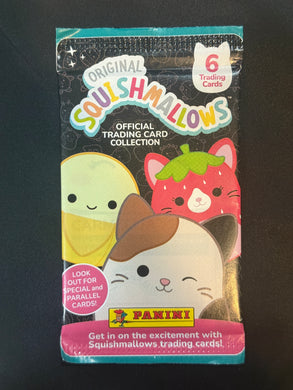 ORIGINAL
SQUISHMALLOWS
6
Trading
Cards
OFFICIAL
TRADING CARD
COLLECTION
LOOK
OUT FOR
SPECIAL and
PARALLEL
CARDS!
PANINI
Get in on the excitement with
Squishmallows trading cards!